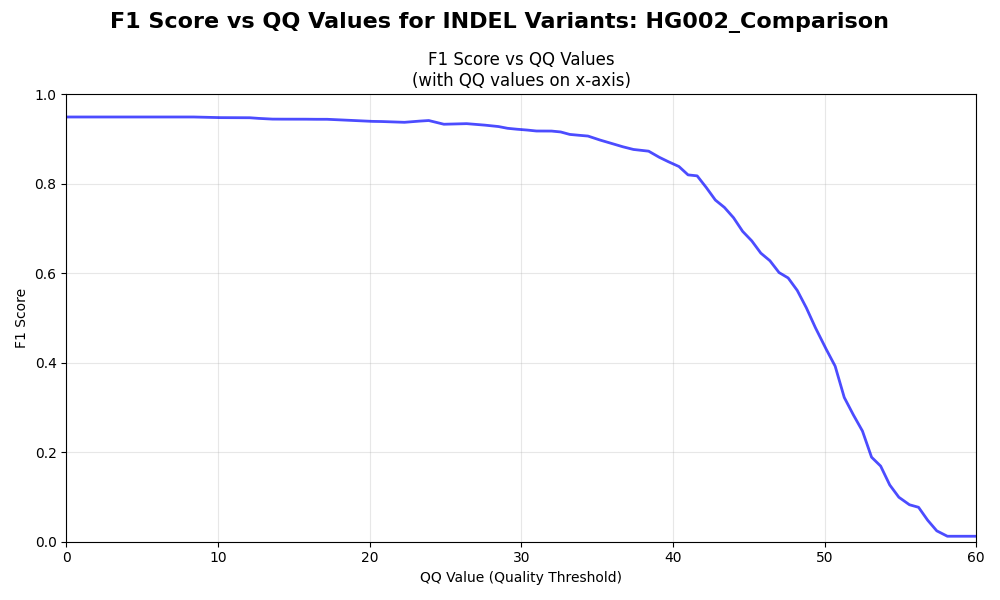 F1 Score vs QQ Values for INDEL Variants: HG002_Comparison
F1 Score vs QQ Values
(with QQ values on x-axis)
1.0
0.8
0.6
0.4
0.2
0.0
F1 Score
0 10 20 30 40 50 60
QQ Value (Quality Threshold)